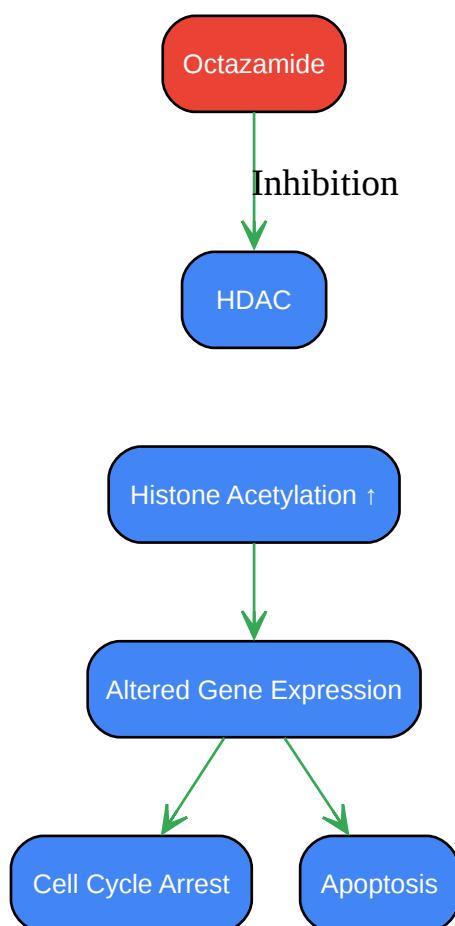 Octazamide
Inhibition
HDAC
Histone Acetylation ↑
Altered Gene Expression
Cell Cycle Arrest
Apoptosis